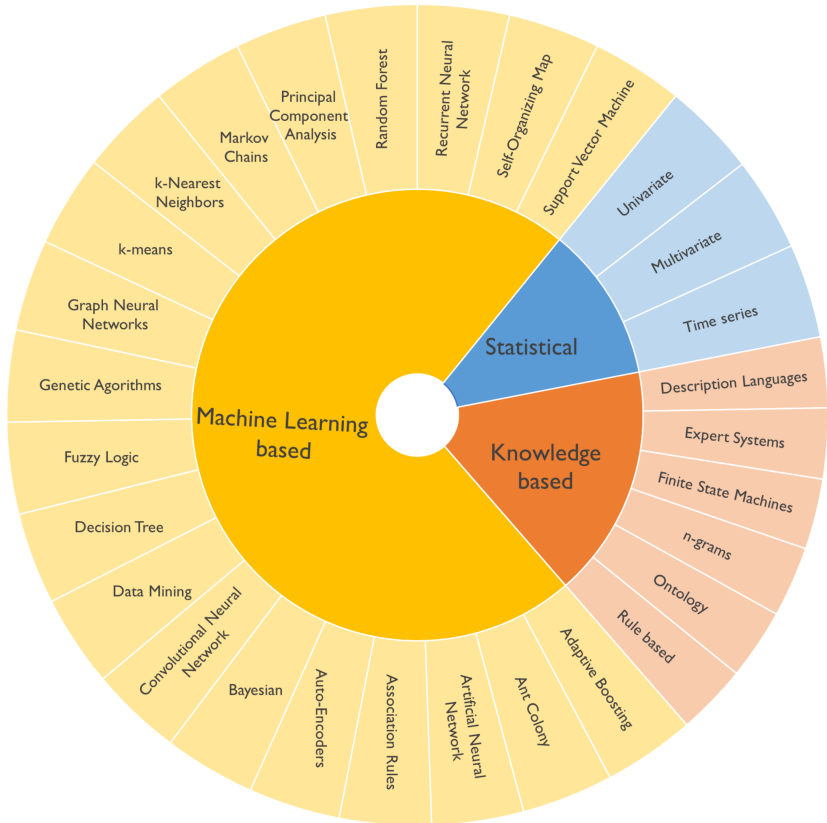 Machine Learning
based
Statistical
Knowledge
based
Univariate
Multivariate
Time series
Description Languages
Expert Systems
Finite State Machines
n-grams
Ontology
Rule based
Adaptive Boosting
Ant Colony
Artificial Neural
Network
Association Rules
Auto-Encoders
Bayesian
Convolutional Neural
Network
Data Mining
Decision Tree
Fuzzy Logic
Genetic Agorithms
Graph Neural
Networks
k-means
k-Nearest
Neighbors
Markov
Chains
Principal
Component
Analysis
Random Forest
Recurrent Neural
Network
Self-Organizing Map
Support Vector Machine